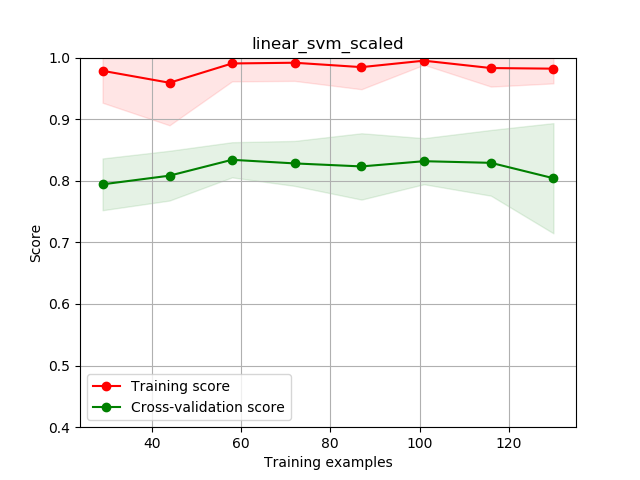 linear_svm_scaled
1.0
0.9
0.8
0.7
0.6
0.5
0.4
Score
Training score
Cross-validation score
40 60 80 100 120
Training examples